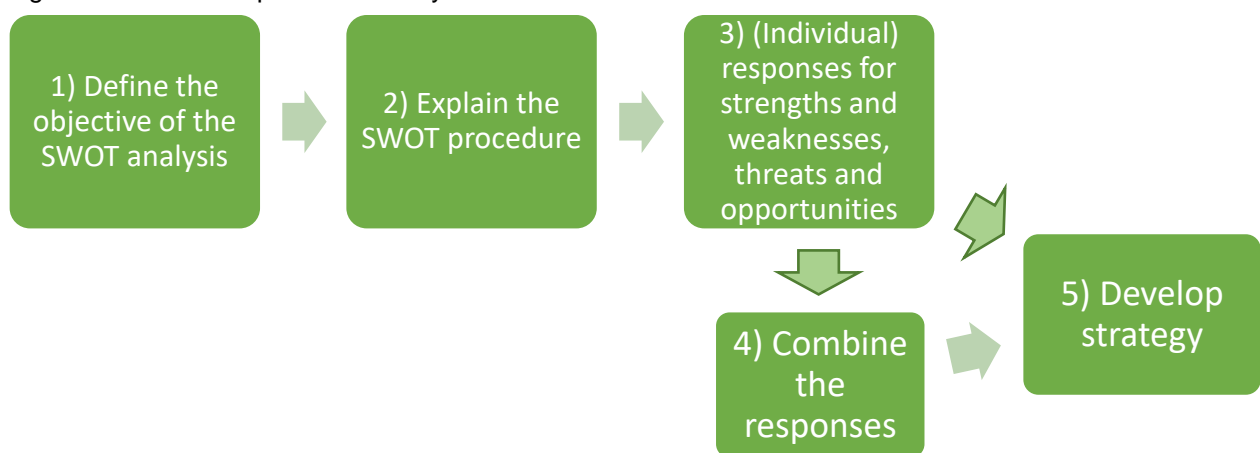 1) Define the
objective of the
SWOT analysis
2) Explain the
SWOT procedure
3) (Individual)
responses for
strengths and
weaknesses,
threats and
opportunities
4) Combine
the
responses
5) Develop
strategy